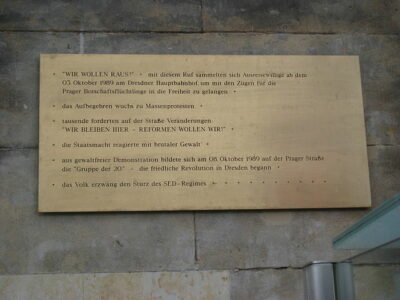 • "WIR WOLLEN RAUS!" • mit diesem Ruf sammelten sich Ausreisewillige ab dem
03. Oktober 1989 am Dresdner Hauptbahnhof, um mit den Zügen für die
Prager Botschaftsflüchtlinge in die Freiheit zu gelangen •
• das Aufbegehren wuchs zu Massenprotesten •
• tausende forderten auf der Straße Veränderungen
"WIR BLEIBEN HIER - REFORMEN WOLLEN WIR!" •
• die Staatsmacht reagierte mit brutaler Gewalt •
• aus gewaltfreier Demonstration bildete sich am 08. Oktober 1989 auf der Prager Straße
die "Gruppe der 20" - die friedliche Revolution in Dresden begann •
• das Volk erzwang den Sturz des SED-Regimes • • • • • • • • •